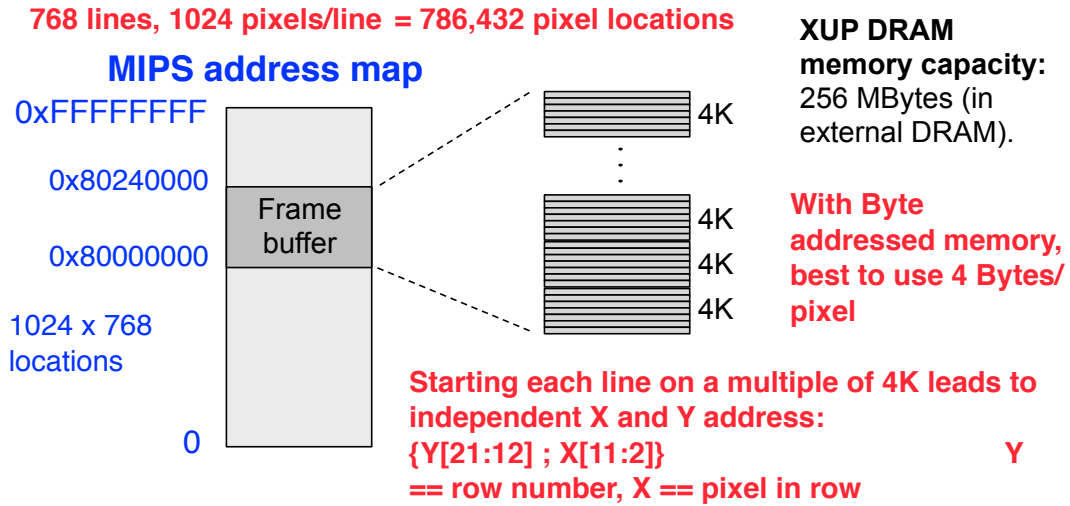 768 lines, 1024 pixels/line = 786,432 pixel locations
MIPS address map
0xFFFFFFFF
0x80240000
0x80000000
1024 x 768
locations
0
Frame
buffer
4K
4K
4K
4K
XUP DRAM
memory capacity:
256 MBytes (in
external DRAM).
With Byte
addressed memory,
best to use 4 Bytes/
pixel
Starting each line on a multiple of 4K leads to
independent X and Y address:
{Y[21:12] ; X[11:2]} Y
== row number, X == pixel in row